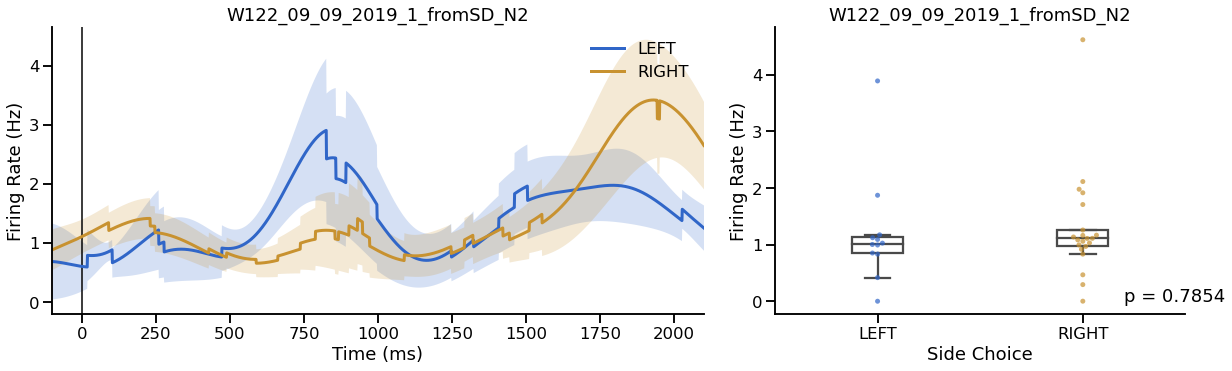 W122_09_09_2019_1_fromSD_N2
LEFT
RIGHT
Firing Rate (Hz)
4
3
2
1
0
0 250 500 750 1000 1250 1500 1750 2000
Time (ms)
W122_09_09_2019_1_fromSD_N2
Firing Rate (Hz)
4
3
2
1
0
p = 0.7854
LEFT RIGHT
Side Choice